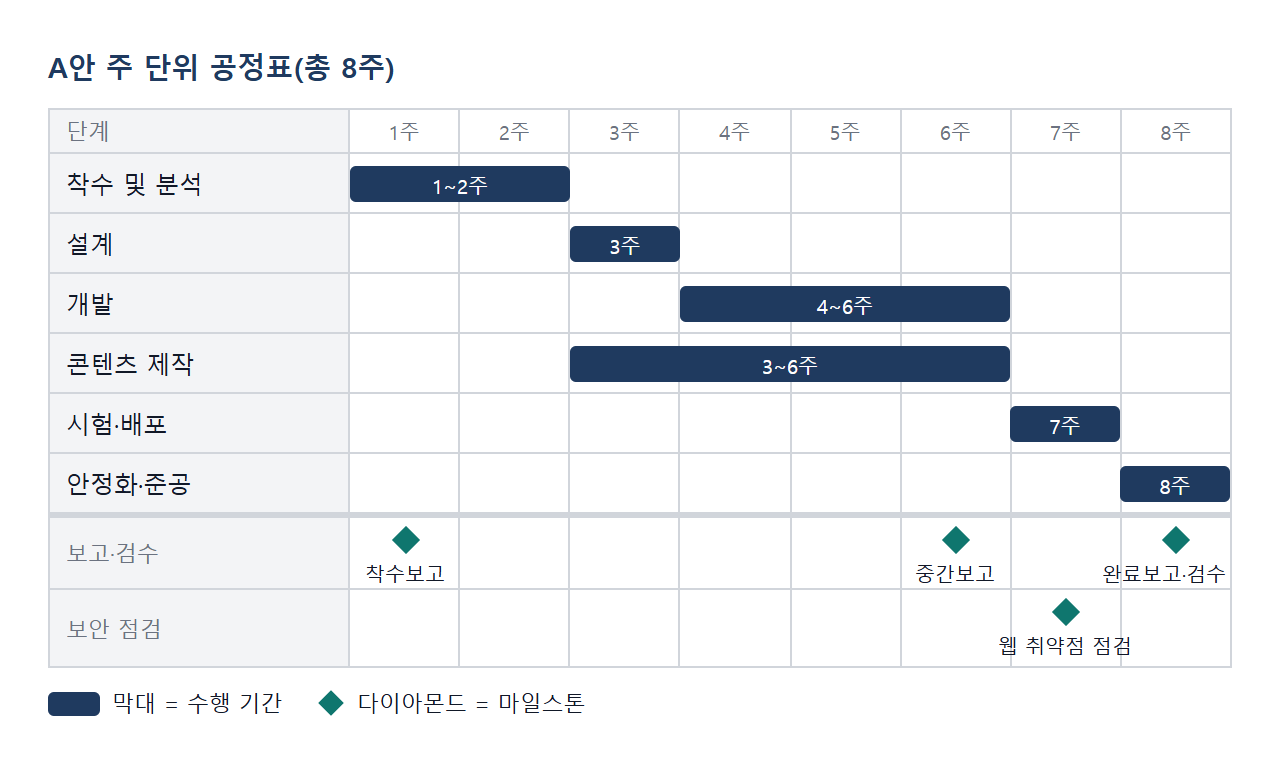 A안 주 단위 공정표(총 8주)
단계 1주 2주 3주 4주 5주 6주 7주 8주
착수 및 분석 1~2주
설계 3주
개발 4~6주
콘텐츠 제작 3~6주
시험·배포 7주
안정화·준공 8주
보고·검수 착수보고 중간보고 완료보고·검수
보안 점검 웹 취약점 점검
막대 = 수행 기간 다이아몬드 = 마일스톤